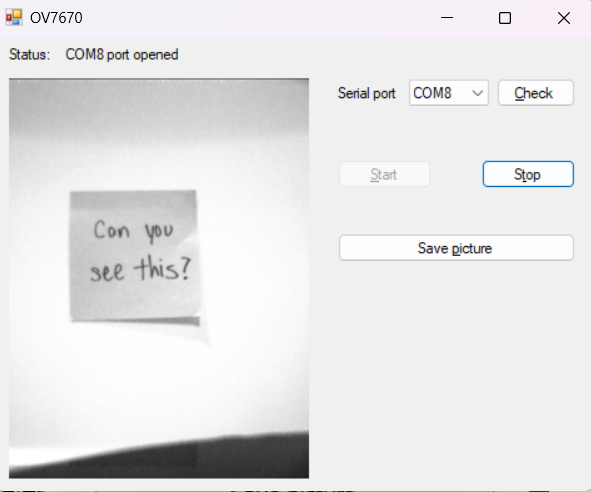 OV7670
Status: COM8 port opened
Serial port COM8 Check
Can you
see this?
Start Stop
Save picture